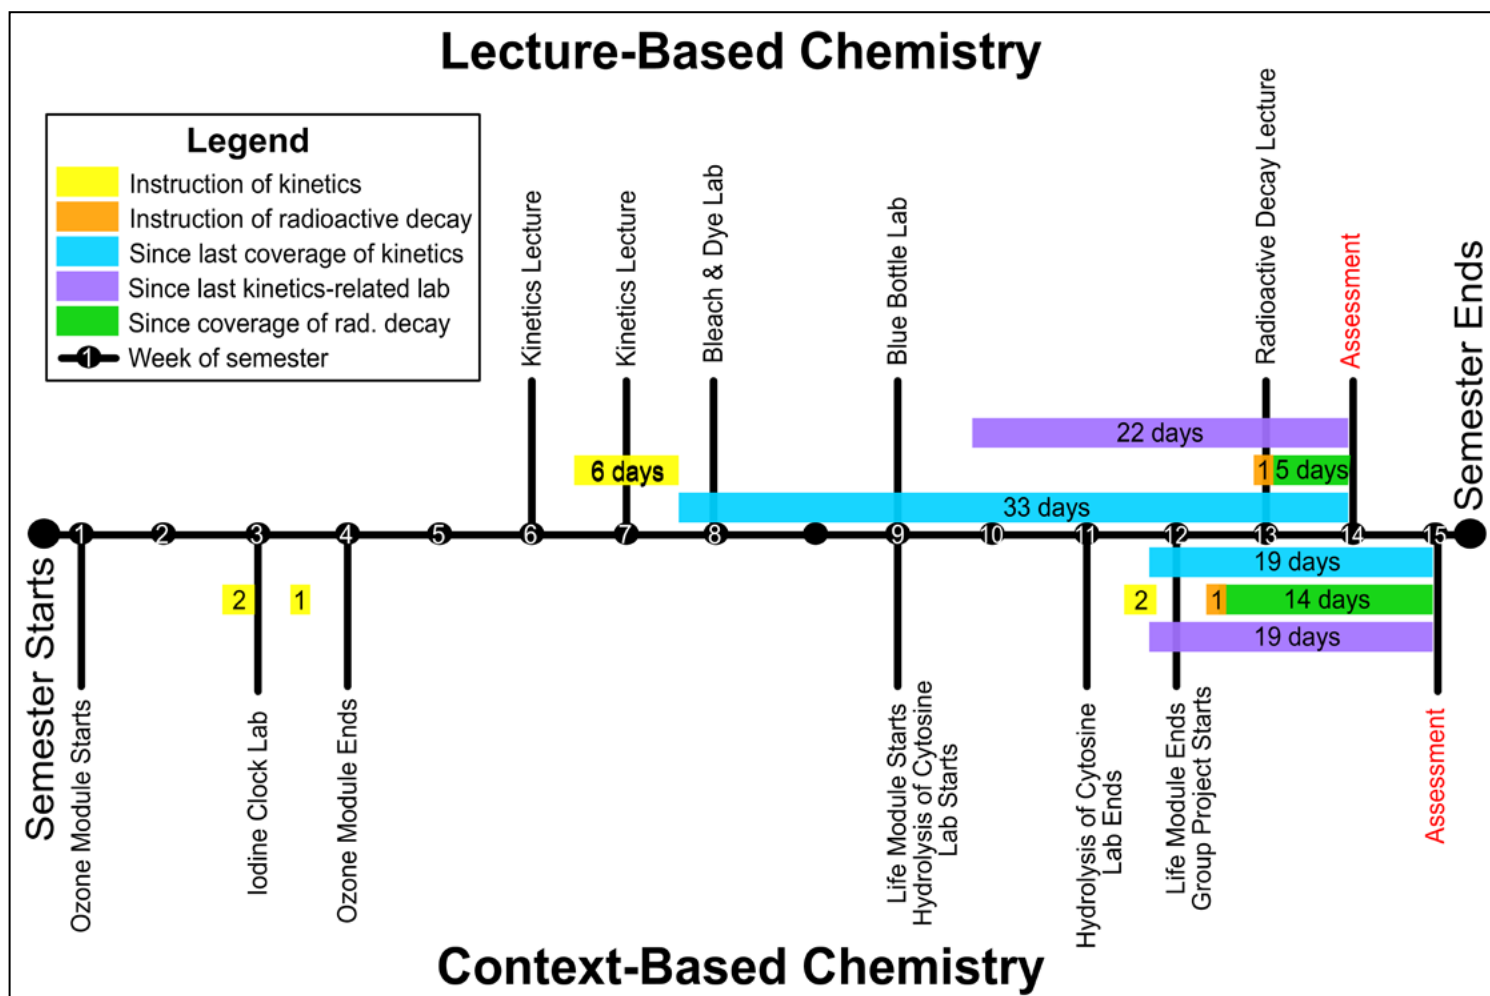 Lecture-Based Chemistry
Legend
Instruction of kinetics
Instruction of radioactive decay
Since last coverage of kinetics
Since last kinetics-related lab
Since coverage of rad. decay
1 Week of semester
Kinetics Lecture
Kinetics Lecture
Bleach & Dye Lab
Blue Bottle Lab
Radioactive Decay Lecture
Assessment
Semester Ends
22 days
6 days
1
5 days
33 days
1
2
3
4
5
6
7
8
9
10
11
12
13
14
15
19 days
2
1
2
1
14 days
19 days
Semester Starts
Ozone Module Starts
Iodine Clock Lab
Ozone Module Ends
Life Module Starts
Hydrolysis of Cytosine
Lab Starts
Hydrolysis of Cytosine
Lab Ends
Life Module Ends
Group Project Starts
Assessment
Context-Based Chemistry